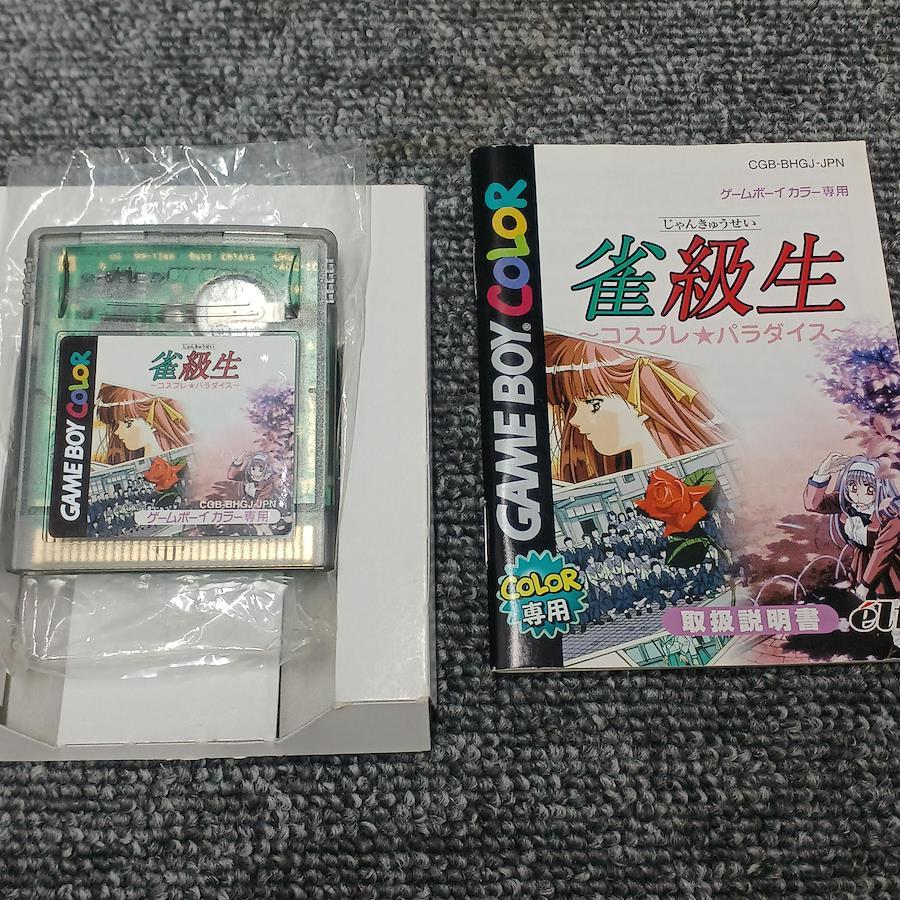 じゃんきゅうせい
雀級生
～コスプレ★パラダイス～
GAME BOY COLOR
CGB-BHGJ-JPN
ゲームボーイカラー専用
CGB-BHGJ-JPN
ゲームボーイ カラー専用
じゃんきゅうせい
雀級生
～コスプレ★パラダイス～
GAME BOY COLOR
COLOR
専用
取扱説明書